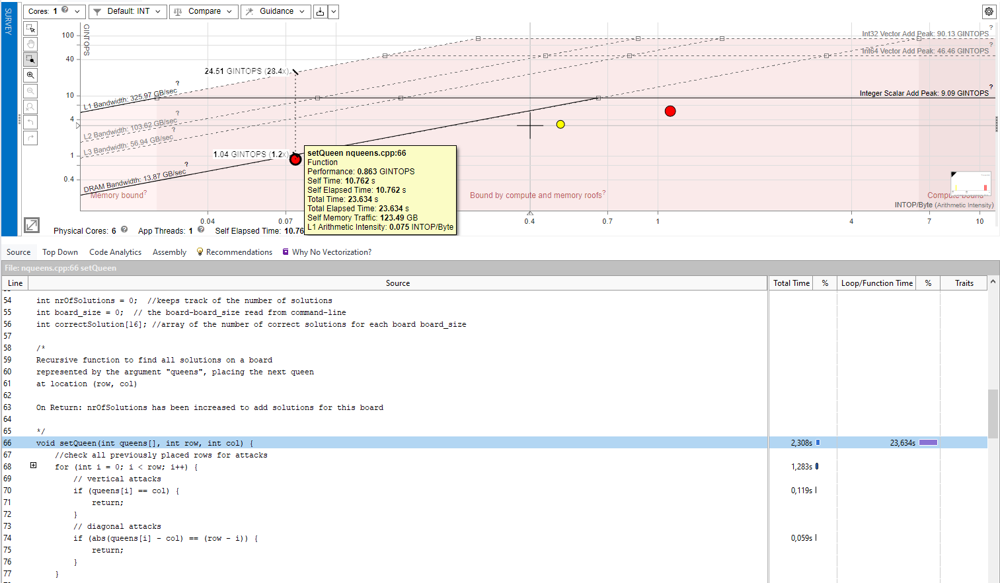 SURVEY
Cores: 1 ?
Default: INT
Compare
Guidance
GINTOPS
100
40
10
4
1
0.4
Int32 Vector Add Peak: 90.13 GINTOPS ?
Int64 Vector Add Peak: 46.46 GINTOPS ?
Integer Scalar Add Peak: 9.09 GINTOPS ?
24.51 GINTOPS (28.4x)
L1 Bandwidth: 325.97 GB/sec ?
L2 Bandwidth: 103.62 GB/sec ?
L3 Bandwidth: 56.94 GB/sec ?
1.04 GINTOPS (1.2x)
DRAM Bandwidth: 13.87 GB/sec ?
Memory bound ?
Bound by compute and memory roofs ?
Compute bound
INTOP/Byte (Arithmetic Intensity)
setQueen nqueens.cpp:66
Function
Performance: 0.863 GINTOPS
Self Time: 10.762 s
Self Elapsed Time: 10.762 s
Total Time: 23.634 s
Total Elapsed Time: 23.634 s
Self Memory Traffic: 123.49 GB
L1 Arithmetic Intensity: 0.075 INTOP/Byte
0.04 0.07 0.4 0.7 1 4 7 10
Physical Cores: 6 ? App Threads: 1 ? Self Elapsed Time: 10.76
Source Top Down Code Analytics Assembly Recommendations Why No Vectorization?
File: nqueens.cpp:66 setQueen
Line Source Total Time % Loop/Function Time % Traits
54 int nrOfSolutions = 0; //keeps track of the number of solutions
55 int board_size = 0; // the board-board_size read from command-line
56 int correctSolution[16]; //array of the number of correct solutions for each board board_size
57
58 /*
59 Recursive function to find all solutions on a board
60 represented by the argument "queens", placing the next queen
61 at location (row, col)
62
63 On Return: nrOfSolutions has been increased to add solutions for this board
64
65 */
66 void setQueen(int queens[], int row, int col) { 2,308s 23,634s
67 //check all previously placed rows for attacks
68 for (int i = 0; i < row; i++) { 1,283s
69 // vertical attacks
70 if (queens[i] == col) { 0,119s
71 return;
72 }
73 // diagonal attacks
74 if (abs(queens[i] - col) == (row - i)) { 0,059s
75 return;
76 }
77 }